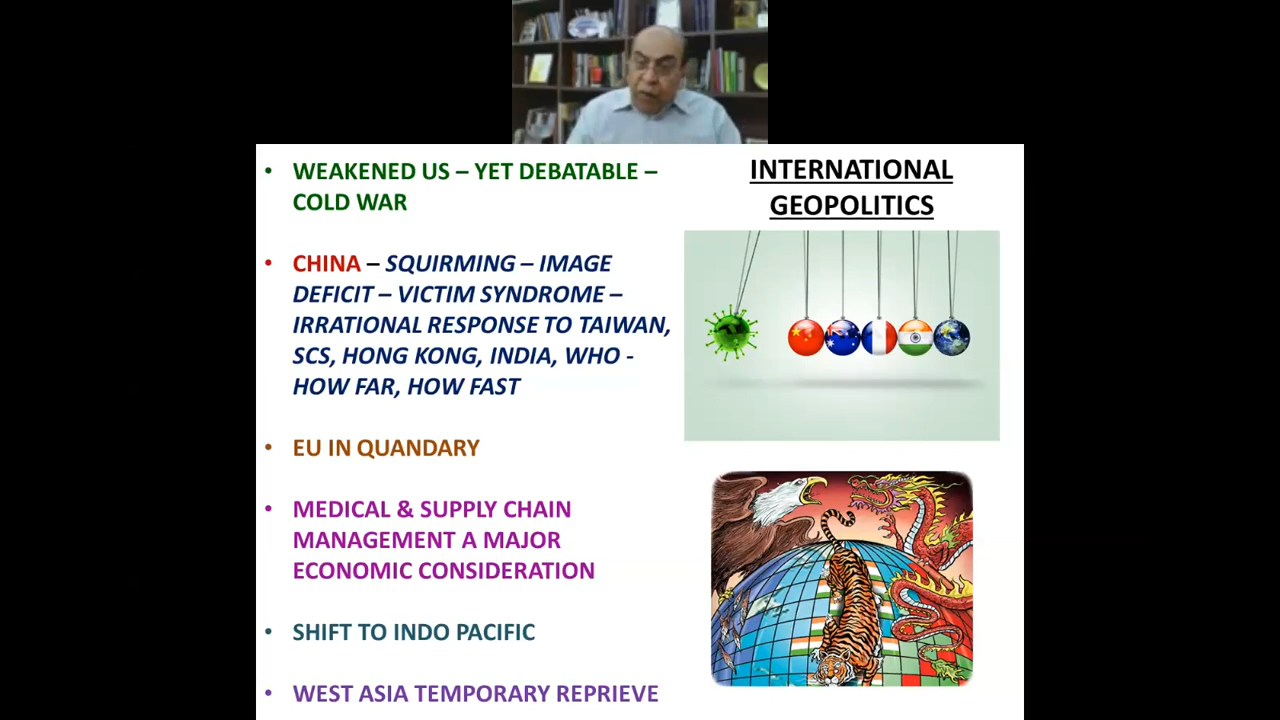 • WEAKENED US – YET DEBATABLE –
COLD WAR
• CHINA – SQUIRMING – IMAGE
DEFICIT – VICTIM SYNDROME –
IRRATIONAL RESPONSE TO TAIWAN,
SCS, HONG KONG, INDIA, WHO -
HOW FAR, HOW FAST
• EU IN QUANDARY
• MEDICAL & SUPPLY CHAIN
MANAGEMENT A MAJOR
ECONOMIC CONSIDERATION
• SHIFT TO INDO PACIFIC
• WEST ASIA TEMPORARY REPRIEVE
INTERNATIONAL
GEOPOLITICS